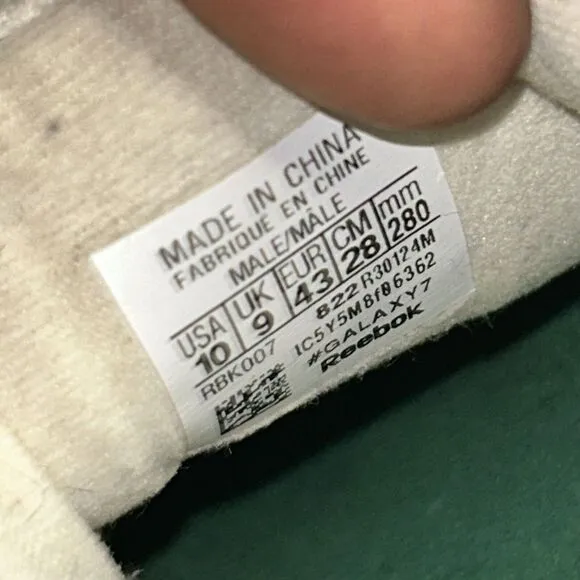 MADE IN CHINA
FABRIQUE EN CHINE
MALE/MÂLE
USA UK EUR CM mm
10 9 43 28 280
RBK007 822 R30124M
1C5Y5M8f06362
#GALAXY7
Reebok